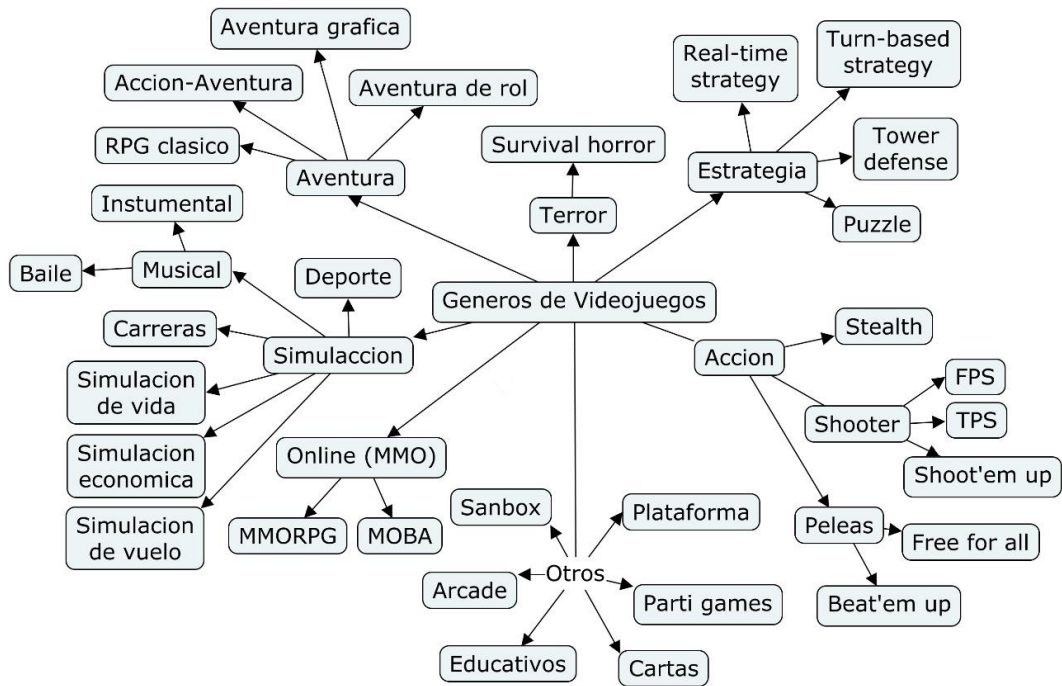 Aventura grafica
Accion-Aventura
Aventura de rol
RPG clasico
Aventura
Real-time
strategy
Turn-based
strategy
Tower
defense
Estrategia
Puzzle
Survival horror
Terror
Instumental
Baile
Musical
Deporte
Carreras
Simulaccion
Simulacion
de vida
Simulacion
economica
Simulacion
de vuelo
Generos de Videojuegos
Online (MMO)
MMORPG
MOBA
Accion
Stealth
Shooter
FPS
TPS
Shoot'em up
Peleas
Free for all
Beat'em up
Sanbox
Plataforma
Otros
Arcade
Parti games
Educativos
Cartas